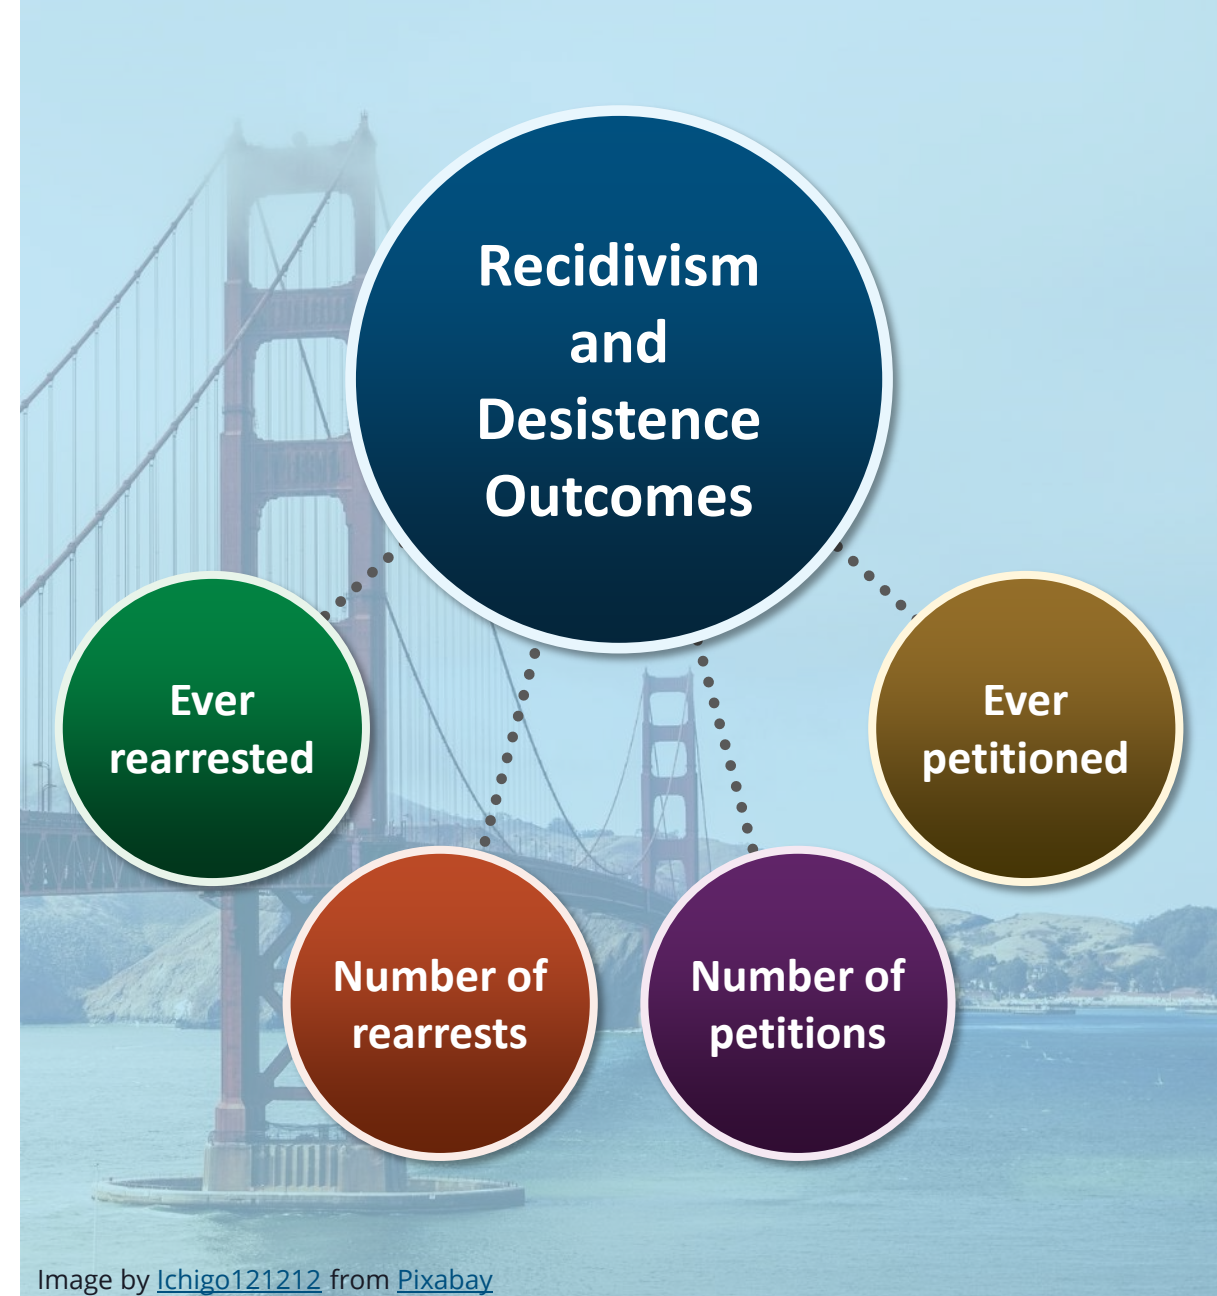 Recidivism
and
Desistence
Outcomes
Ever
rearrested
Ever
petitioned
Number of
rearrests
Number of
petitions
Image by Ichigo121212 from Pixabay